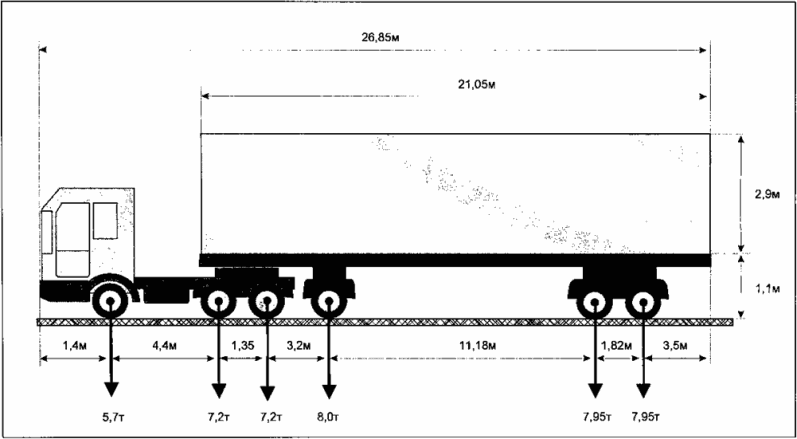 26,85м
21,05м
2,9м
1,1м
1,4м 4,4м 1,35 3,2м 11,18м 1,82м 3,5м
5,7т 7,2т 7,2т 8,0т 7,95т 7,95т